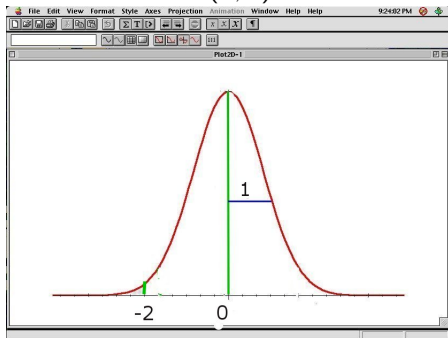 File Edit View Format Style Axes Projection Animation Window Help Help 9:24:02 PM
Σ T
x x x ¶
Plot2D-1
1
-2 0